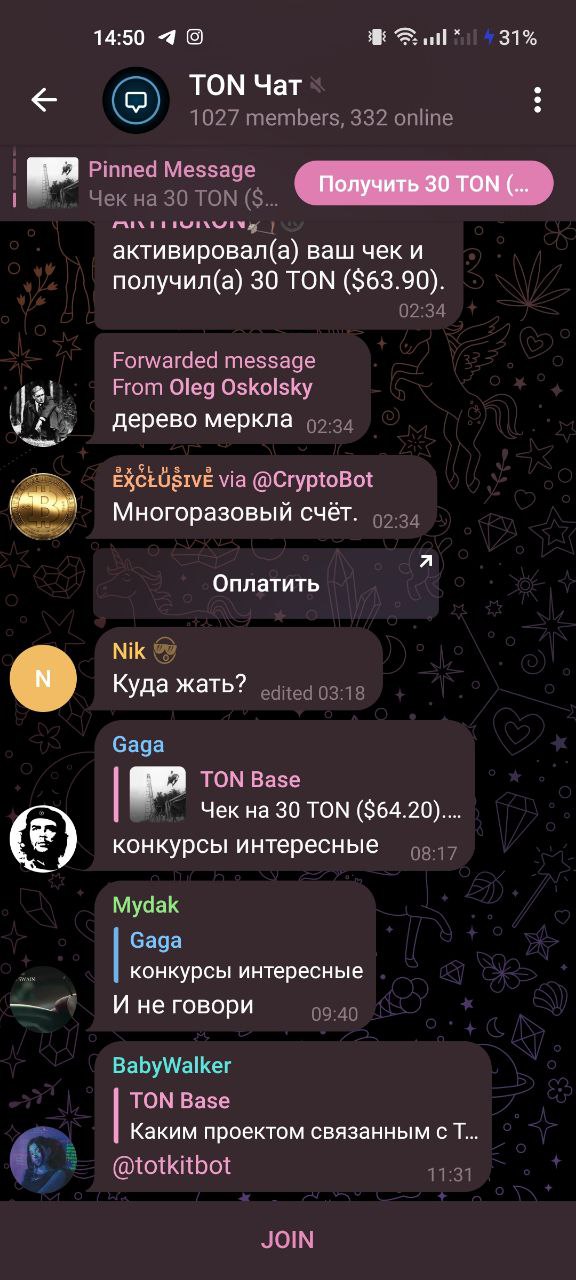 14:50
31%
TON Чат
1027 members, 332 online
Pinned Message
Чек на 30 TON ($...
Получить 30 TON (...
активировал(а) ваш чек и
получил(а) 30 TON ($63.90).
02:34
Forwarded message
From Oleg Oskolsky
дерево меркла 02:34
via @CryptoBot
Многоразовый счёт. 02:34
Оплатить
N
Nik
Куда жать? edited 03:18
Gaga
TON Base
Чек на 30 TON ($64.20)....
конкурсы интересные 08:17
Mydak
Gaga
конкурсы интересные
И не говори 09:40
BabyWalker
TON Base
Каким проектом связанным с Т...
@totkitbot 11:31
JOIN